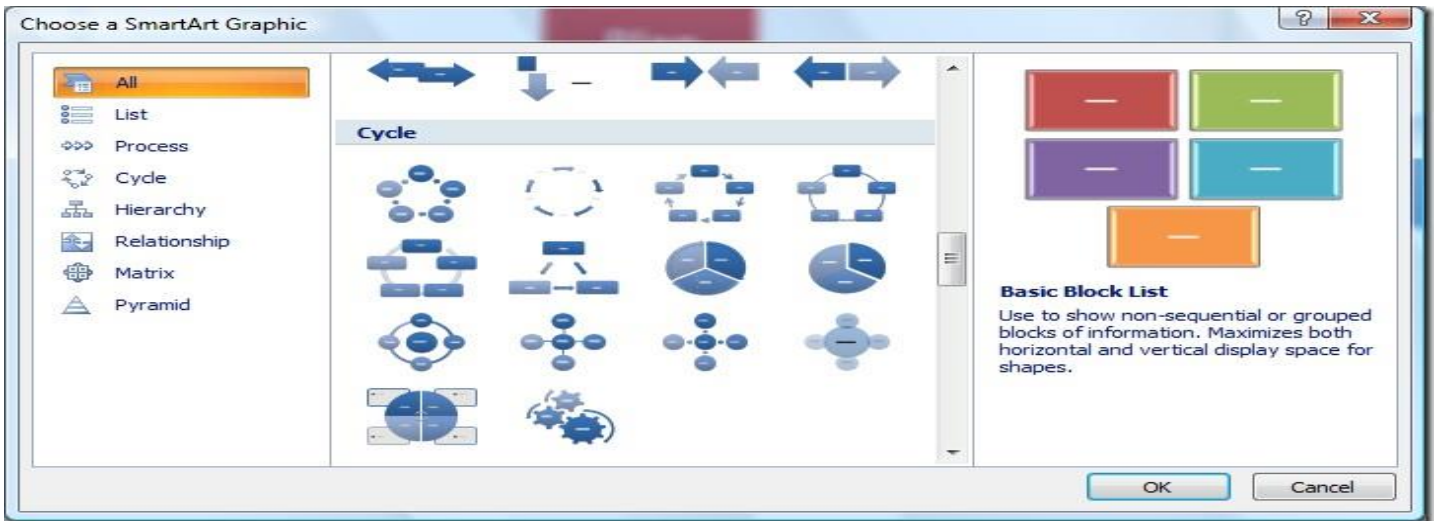 Choose a SmartArt Graphic
?
All
List
Process
Cycle
Hierarchy
Relationship
Matrix
Pyramid
Cycle
Basic Block List
Use to show non-sequential or grouped
blocks of information. Maximizes both
horizontal and vertical display space for
shapes.
OK
Cancel